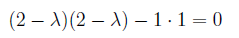 (2 − λ)(2 − λ) − 1 · 1 = 0